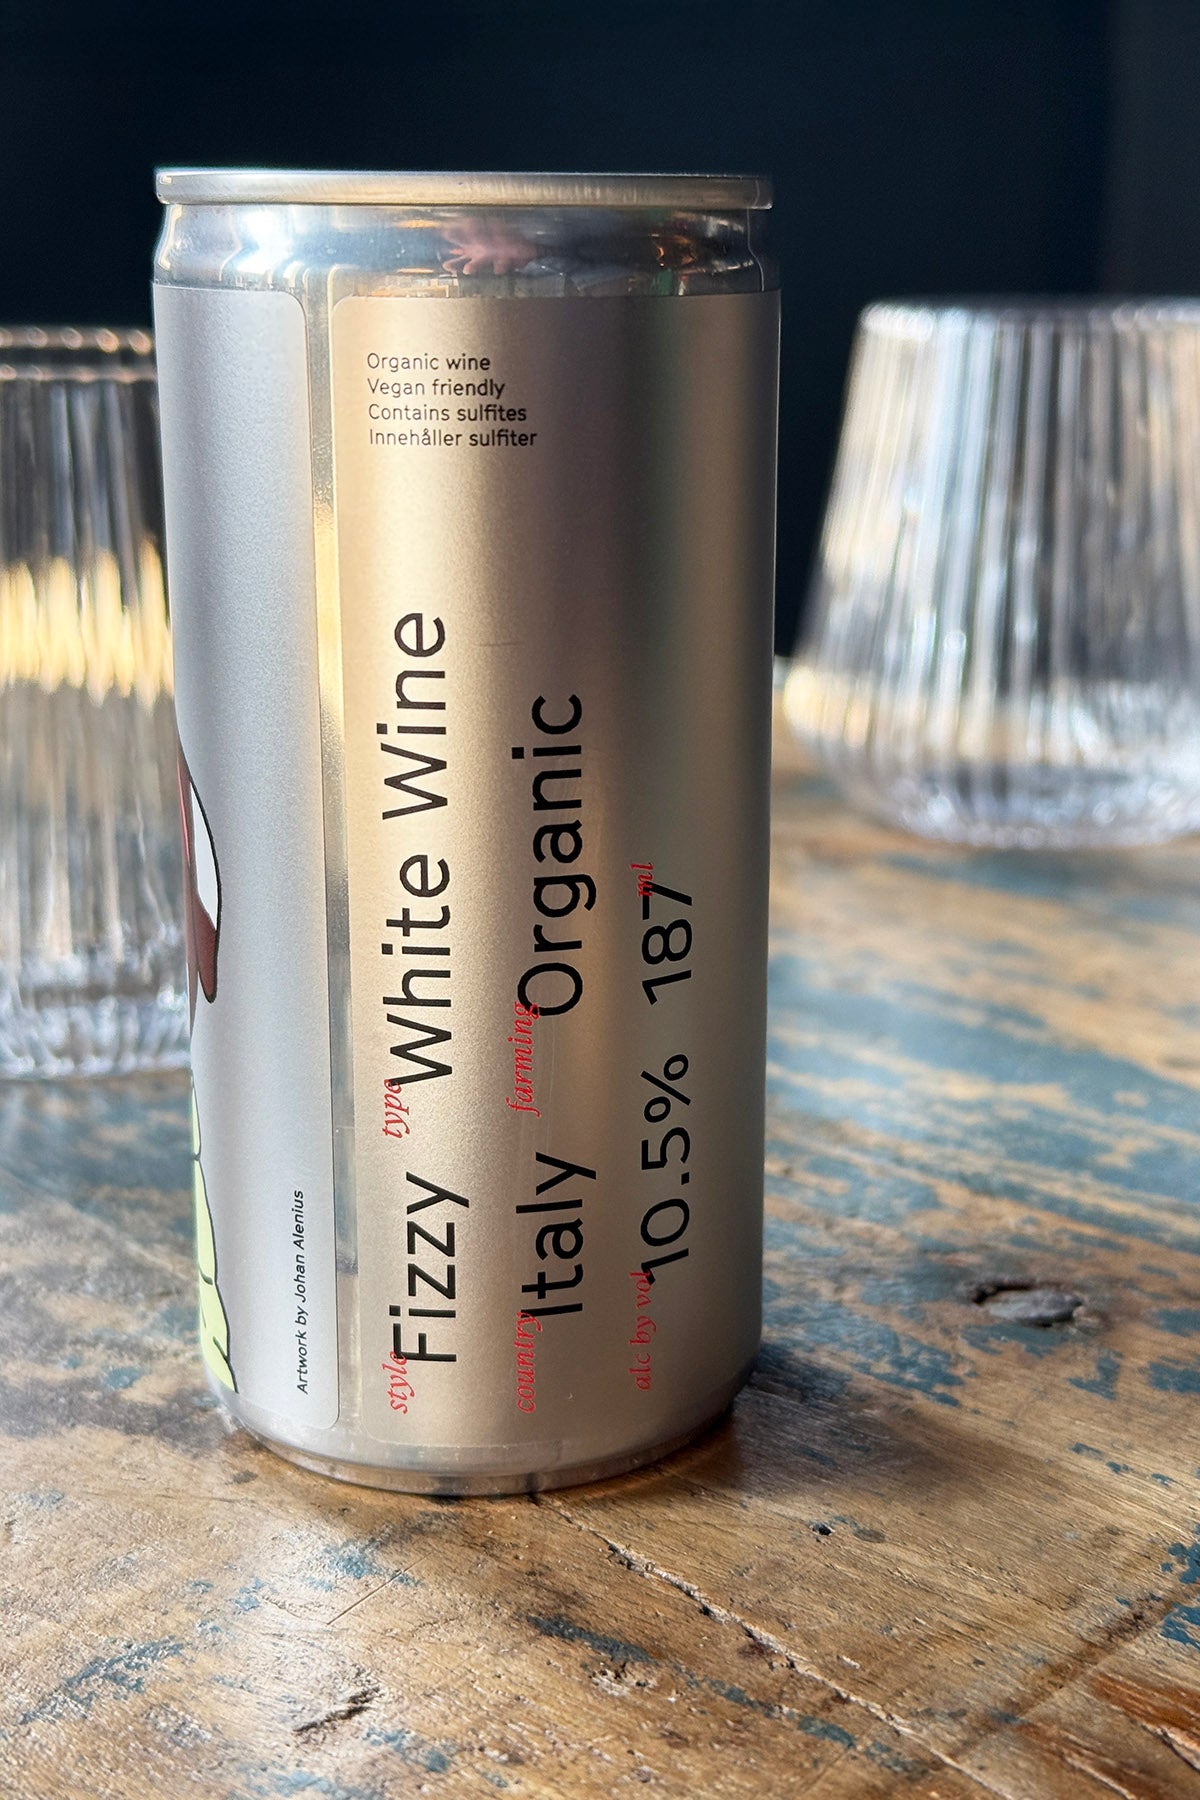 Organic wine
Vegan friendly
Contains sulfites
Innehåller sulfiter
style Fizzy type White Wine
country Italy farming Organic
alc by vol 10.5% 187 ml
Artwork by Johan Alenius